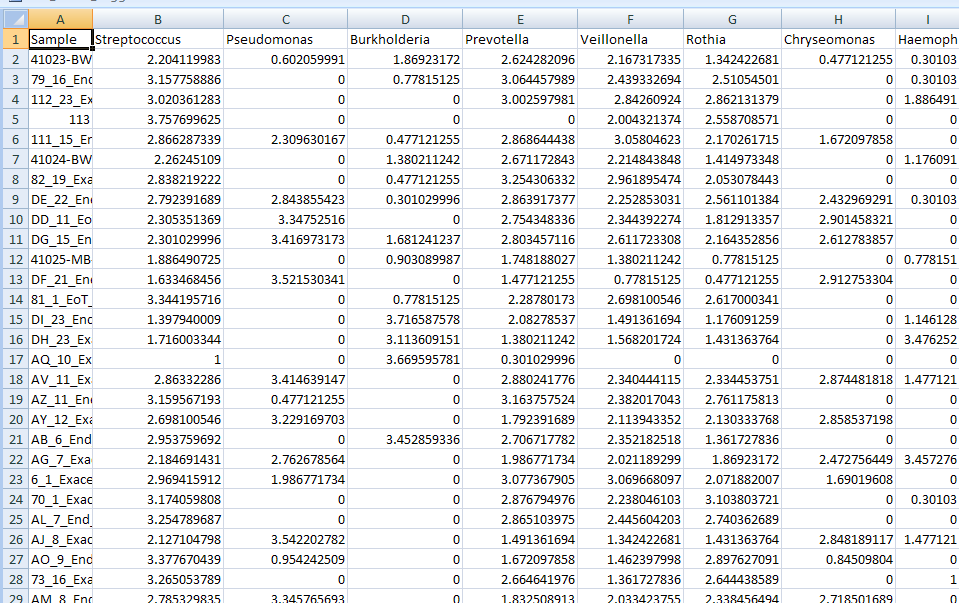 A B C D E F G H I
1 Sample Streptococcus Pseudomonas Burkholderia Prevotella Veillonella Rothia Chryseomonas Haemoph
2 41023-BW 2.204119983 0.602059991 1.86923172 2.624282096 2.167317335 1.342422681 0.477121255 0.30103
3 79_16_Enc 3.157758886 0 0.77815125 3.064457989 2.439332694 2.51054501 0 0.30103
4 112_23_Ex 3.020361283 0 0 3.002597981 2.84260924 2.862131379 0 1.886491
5 113 3.757699625 0 0 0 2.004321374 2.558708571 0 0
6 111_15_Er 2.866287339 2.309630167 0.477121255 2.868644438 3.05804623 2.170261715 1.672097858 0
7 41024-BW 2.26245109 0 1.380211242 2.671172843 2.214843848 1.414973348 0 1.176091
8 82_19_Exa 2.838219222 0 0.477121255 3.254306332 2.961895474 2.053078443 0 0
9 DE_22_Enc 2.792391689 2.843855423 0.301029996 2.863917377 2.252853031 2.561101384 2.432969291 0.30103
10 DD_11_Eo 2.305351369 3.34752516 0 2.754348336 2.344392274 1.812913357 2.901458321 0
11 DG_15_En 2.301029996 3.416973173 1.681241237 2.803457116 2.611723308 2.164352856 2.612783857 0
12 41025-MB 1.886490725 0 0.903089987 1.748188027 1.380211242 0.77815125 0 0.778151
13 DF_21_Enc 1.633468456 3.521530341 0 1.477121255 0.77815125 0.477121255 2.912753304 0
14 81_1_EoT_ 3.344195716 0 0.77815125 2.28780173 2.698100546 2.617000341 0 0
15 DI_23_Enc 1.397940009 0 3.716587578 2.08278537 1.491361694 1.176091259 0 1.146128
16 DH_23_Ex 1.716003344 0 3.113609151 1.380211242 1.568201724 1.431363764 0 3.476252
17 AQ_10_Ex 1 0 3.669595781 0.301029996 0 0 0 0
18 AV_11_Exa 2.86332286 3.414639147 0 2.880241776 2.340444115 2.334453751 2.874481818 1.477121
19 AZ_11_Enc 3.159567193 0.477121255 0 3.163757524 2.382017043 2.761175813 0 0
20 AY_12_Exa 2.698100546 3.229169703 0 1.792391689 2.113943352 2.130333768 2.858537198 0
21 AB_6_End 2.953759692 0 3.452859336 2.706717782 2.352182518 1.361727836 0 0
22 AG_7_Exa 2.184691431 2.762678564 0 1.986771734 2.021189299 1.86923172 2.472756449 3.457276
23 6_1_Exace 2.969415912 1.986771734 0 3.077367905 3.069668097 2.071882007 1.69019608 0
24 70_1_Exac 3.174059808 0 0 2.876794976 2.238046103 3.103803721 0 0.30103
25 AL_7_End_ 3.254789687 0 0 2.865103975 2.445604203 2.740362689 0 0
26 AJ_8_Exac 2.127104798 3.542202782 0 1.491361694 1.342422681 1.431363764 2.848189117 1.477121
27 AO_9_End 3.377670439 0.954242509 0 1.672097858 1.462397998 2.897627091 0.84509804 0
28 73_16_Exa 3.265053789 0 0 2.664641976 1.361727836 2.644438589 0 1
29 AM_8_End 2.785329835 3.345765693 0 1.832508913 2.033423755 2.338456494 2.718501689 0